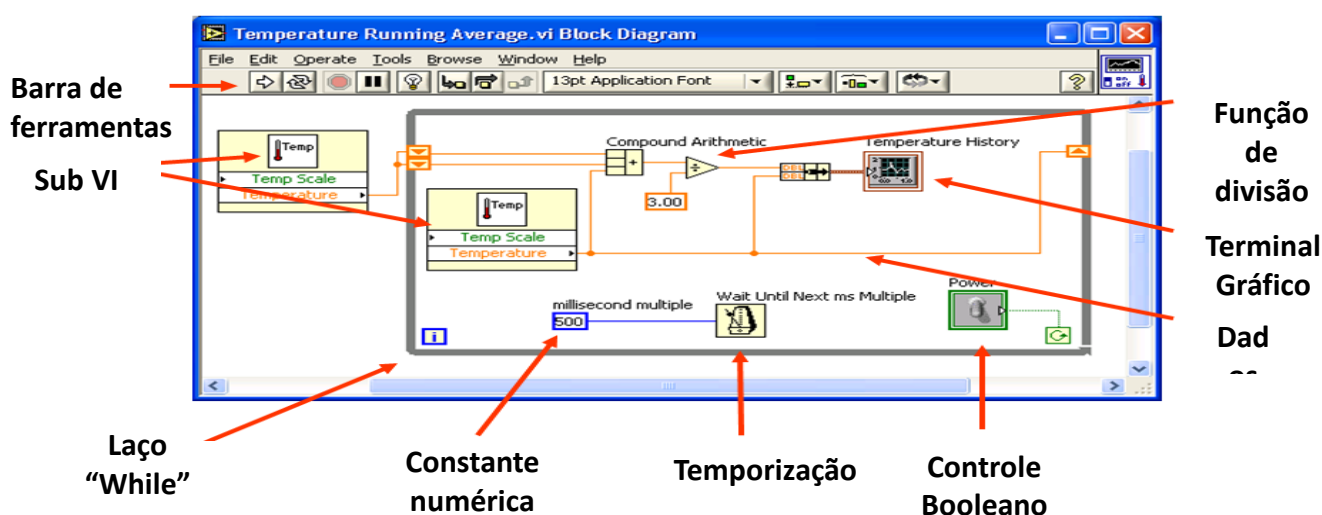 Temperature Running Average.vi Block Diagram
File Edit Operate Tools Browse Window Help
13pt Application Font
Barra de
ferramentas
Sub VI
Temp
Temp Scale
Temperature
Compound Arithmetic
Temperature History
3.00
Temp
Temp Scale
Temperature
DBL
DBL
millisecond multiple
500
Wait Until Next ms Multiple
Power
i
Função
de
divisão
Terminal
Gráfico
Dad
Laço
“While”
Constante
numérica
Temporização
Controle
Booleano